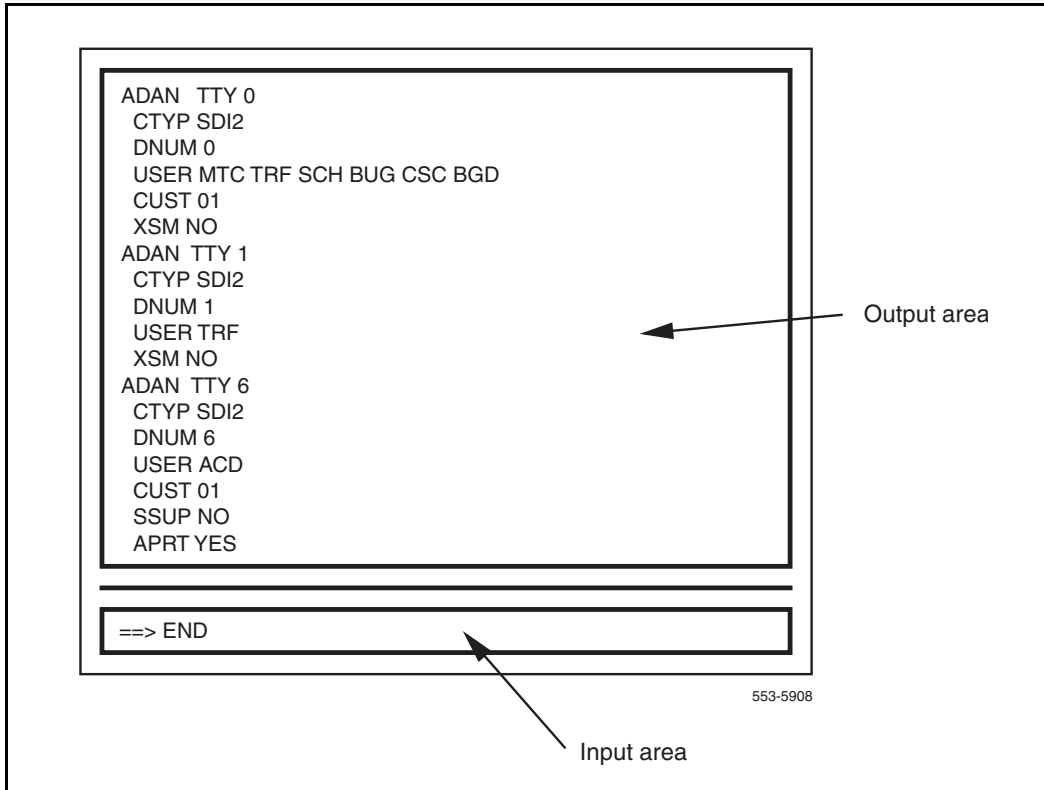 ADAN TTY 0
CTYP SDI2
DNUM 0
USER MTC TRF SCH BUG CSC BGD
CUST 01
XSM NO
ADAN TTY 1
CTYP SDI2
DNUM 1
USER TRF
XSM NO
ADAN TTY 6
CTYP SDI2
DNUM 6
USER ACD
CUST 01
SSUP NO
APRT YES
Output area
==> END
553-5908
Input area